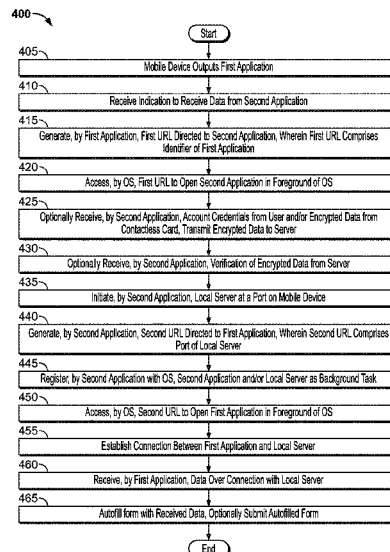 400
Start
405
Mobile Device Outputs First Application
410
Receive Indication to Receive Data from Second Application
415
Generate, by First Application, First URL Directed to Second Application, Wherein First URL Comprises
Identifier of First Application
420
Access, by OS, First URL to Open Second Application in Foreground of OS
425
Optionally Receive, by Second Application, Account Credentials from User and/or Encrypted Data from
Contactless Card, Transmit Encrypted Data to Server
430
Optionally Receive, by Second Application, Verification of Encrypted Data from Server
435
Initiate, by Second Application, Local Server at a Port on Mobile Device
440
Generate, by Second Application, Second URL Directed to First Application, Wherein Second URL Comprises
Port of Local Server
445
Register, by Second Application with OS, Second Application and/or Local Server as Background Task
450
Access, by OS, Second URL to Open First Application in Foreground of OS
455
Establish Connection Between First Application and Local Server
460
Receive, by First Application, Data Over Connection with Local Server
465
Autofill form with Received Data, Optionally Submit Autofilled Form
End